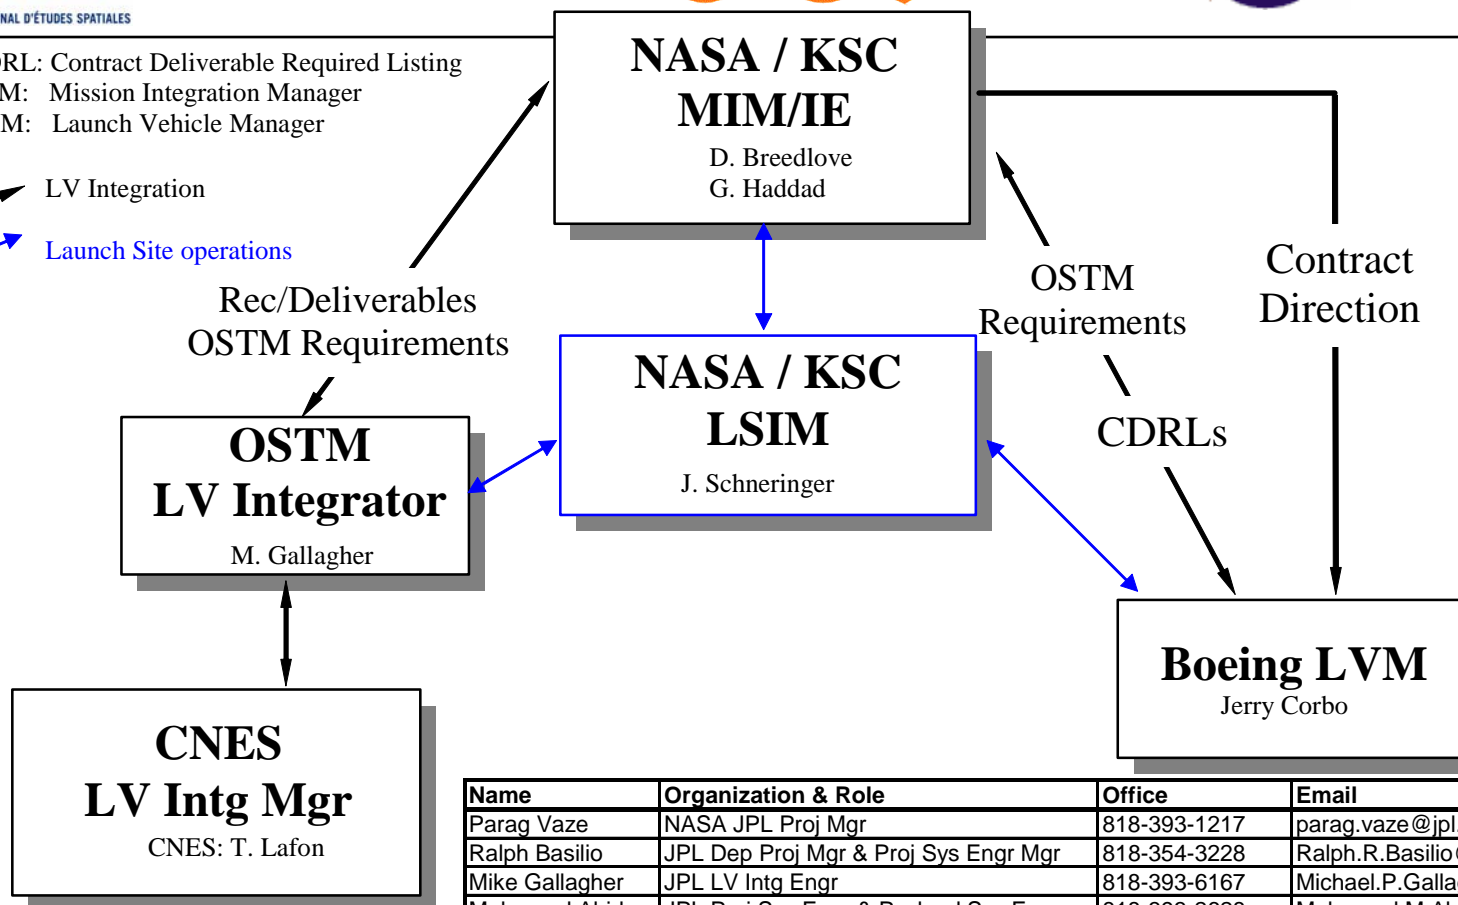 NAL D'ÉTUDES SPATIALES
RL: Contract Deliverable Required Listing
M: Mission Integration Manager
M: Launch Vehicle Manager
LV Integration
Launch Site operations
NASA / KSC
MIM/IE
D. Breedlove
G. Haddad
Rec/Deliverables
OSTM Requirements
OSTM
Requirements
Contract
Direction
NASA / KSC
LSIM
J. Schneringer
CDRLs
OSTM
LV Integrator
M. Gallagher
Boeing LVM
Jerry Corbo
CNES
LV Intg Mgr
CNES: T. Lafon
Name Organization & Role Office Email
Parag Vaze NASA JPL Proj Mgr 818-393-1217 parag.vaze@jpl.
Ralph Basilio JPL Dep Proj Mgr & Proj Sys Engr Mgr 818-354-3228 Ralph.R.Basilio
Mike Gallagher JPL LV Intg Engr 818-393-6167 Michael.P.Galla